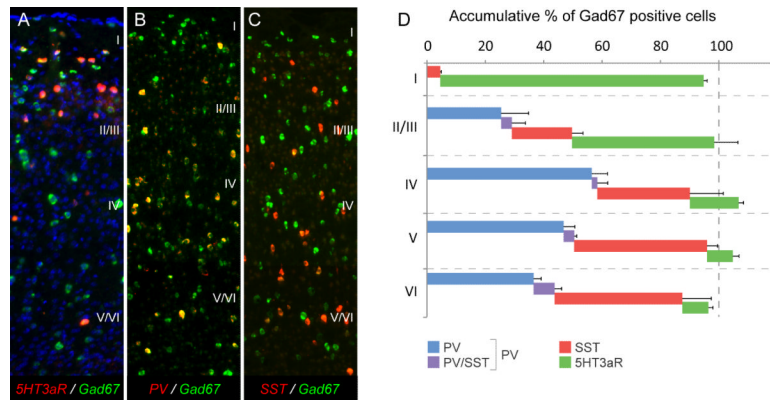 A
I
II/III
IV
V/VI
5HT3aR / Gad67
B
I
II/III
IV
V/VI
PV / Gad67
C
I
II/III
IV
V/VI
SST / Gad67
D
Accumulative % of Gad67 positive cells
0 20 40 60 80 100
I
II/III
IV
V
VI
PV
PV/SST
PV
SST
5HT3aR